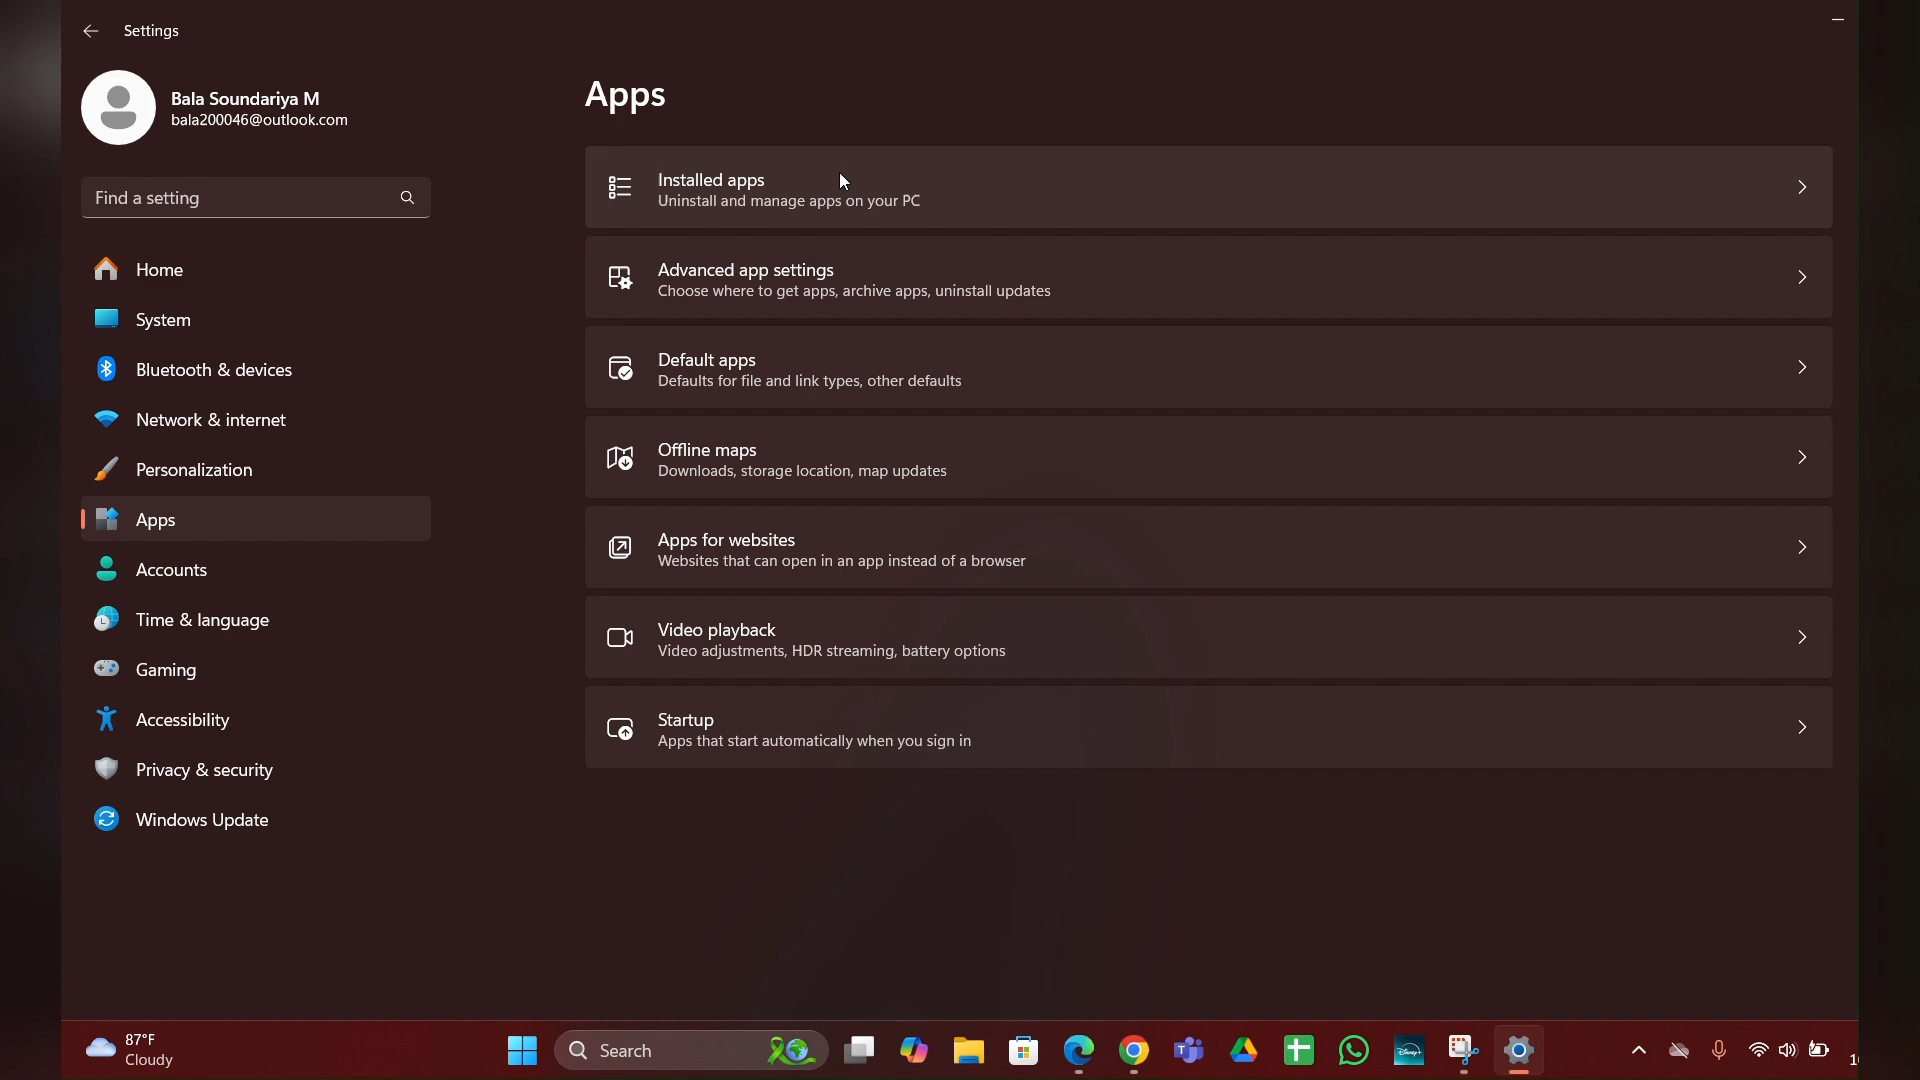 Settings
Bala Soundariya M
bala200046@outlook.com
Find a setting
Home
System
Bluetooth & devices
Network & internet
Personalization
Apps
Accounts
Time & language
Gaming
Accessibility
Privacy & security
Windows Update
Apps
Installed apps
Uninstall and manage apps on your PC
Advanced app settings
Choose where to get apps, archive apps, uninstall updates
Default apps
Defaults for file and link types, other defaults
Offline maps
Downloads, storage location, map updates
Apps for websites
Websites that can open in an app instead of a browser
Video playback
Video adjustments, HDR streaming, battery options
Startup
Apps that start automatically when you sign in
87°F
Cloudy
Search
Disney+